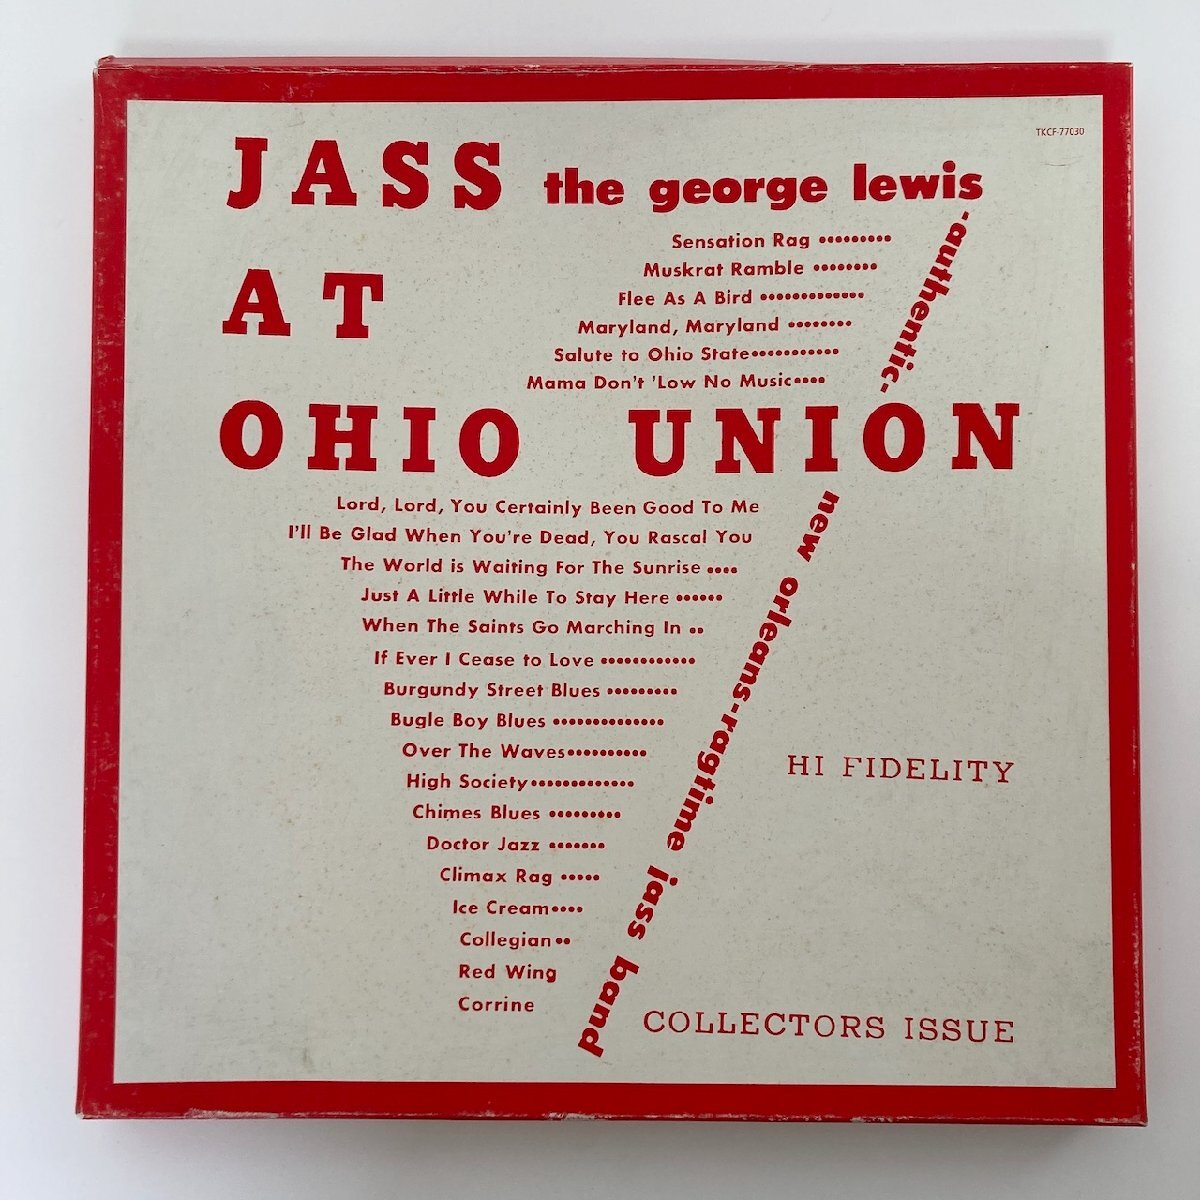 TKCF-77030
JASS
the george lewis
-authentic-
Sensation Rag •••••••••
Muskrat Ramble ••••••••
Flee As A Bird •••••••••••••
Maryland, Maryland ••••••••
Salute to Ohio State•••••••••••
Mama Don't 'Low No Music••••
AT
OHIO UNION
new orleans-ragtime jass band
Lord, Lord, You Certainly Been Good To Me
I'll Be Glad When You're Dead, You Rascal You
The World is Waiting For The Sunrise ••••
Just A Little While To Stay Here ••••••
When The Saints Go Marching In ••
If Ever I Cease to Love ••••••••••••
Burgundy Street Blues •••••••••
Bugle Boy Blues ••••••••••••••
Over The Waves••••••••••
High Society•••••••••••••
Chimes Blues •••••••••
Doctor Jazz •••••••
Climax Rag •••••
Ice Cream••••
Collegian••
Red Wing
Corrine
HI FIDELITY
COLLECTORS ISSUE